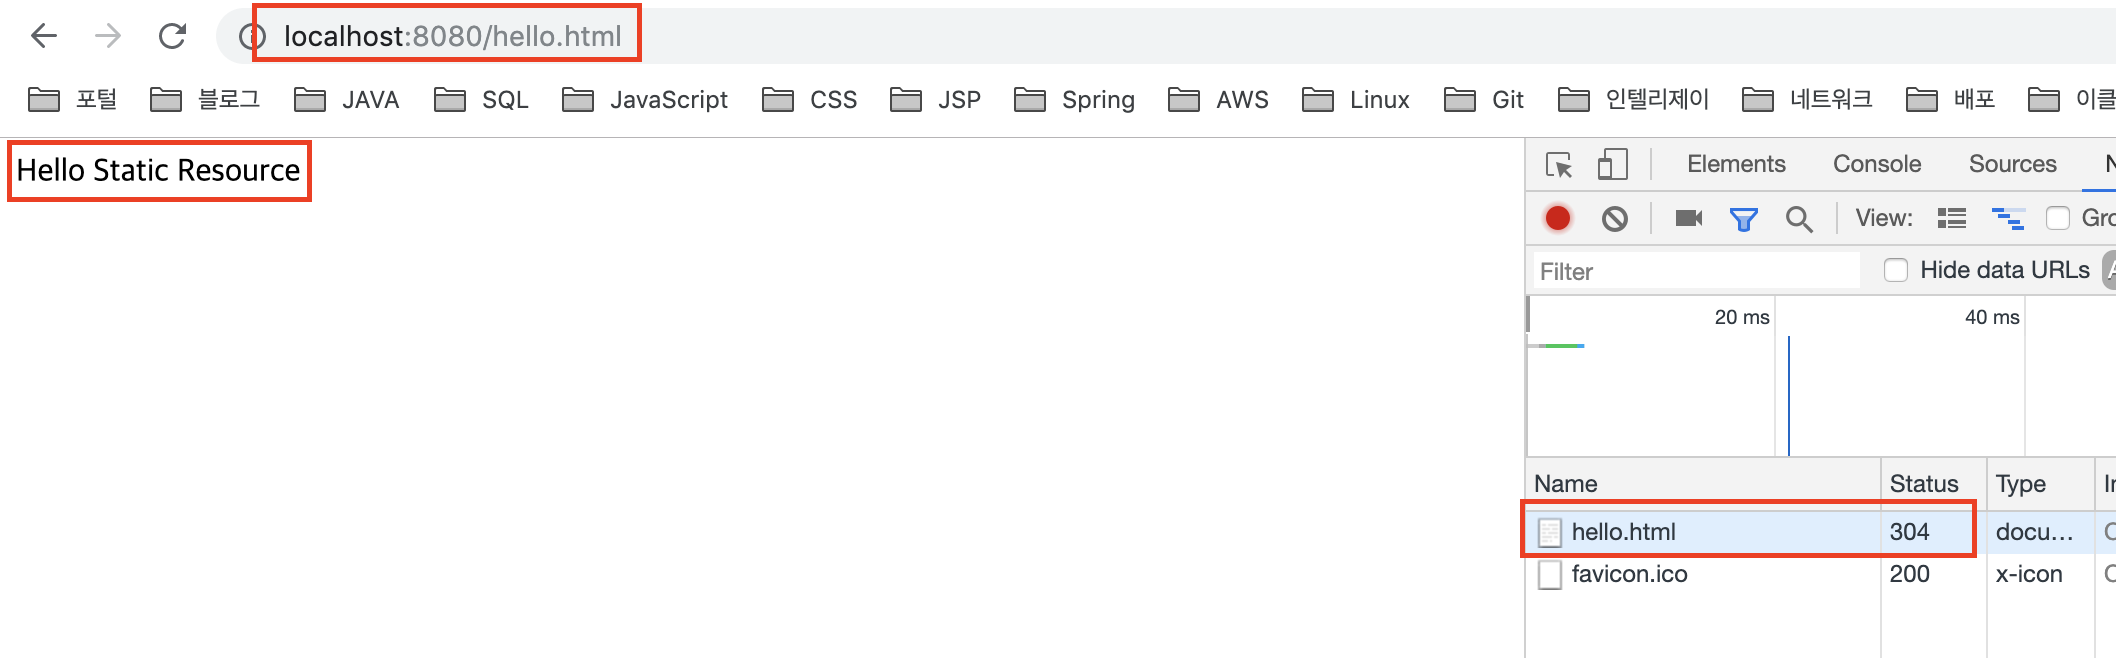 localhost:8080/hello.html
포털 블로그 JAVA SQL JavaScript CSS JSP Spring AWS Linux Git 인텔리제이 네트워크 배포 이클
Hello Static Resource
Elements Console Sources
View:
Filter Hide data URLs
20 ms 40 ms
Name Status Type
hello.html 304 docu...
favicon.ico 200 x-icon